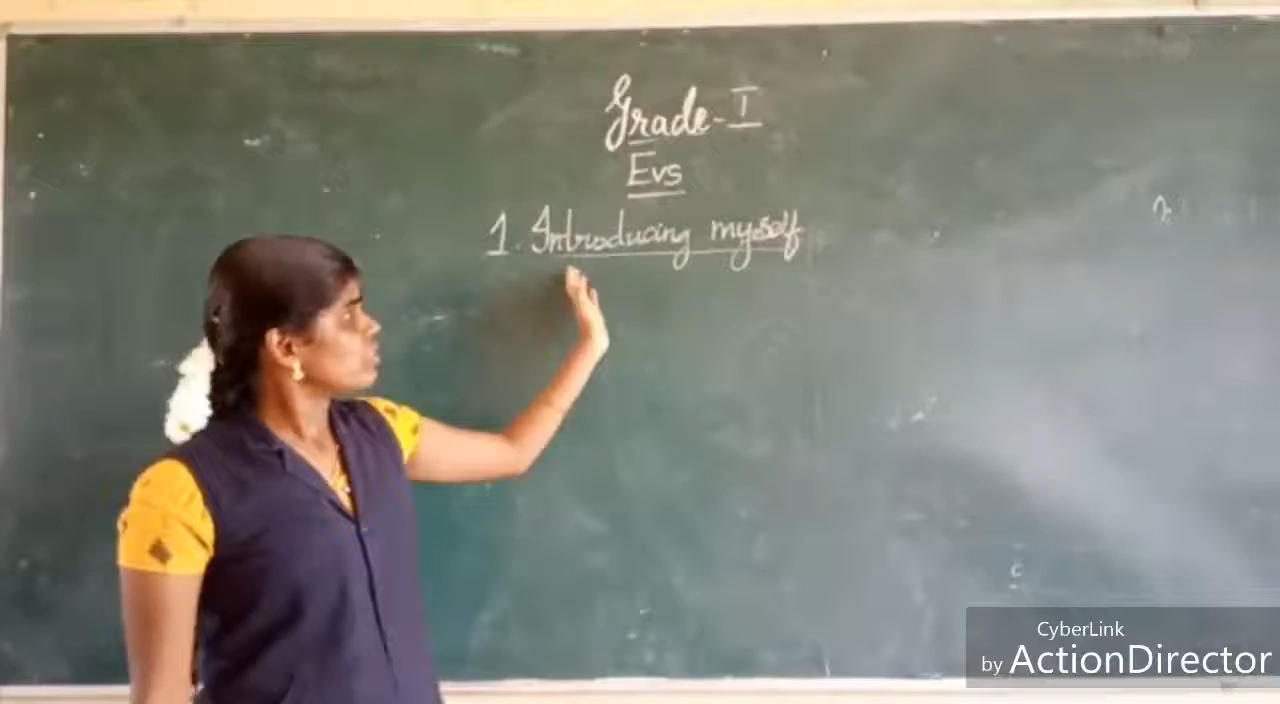 Grade - I
Evs
1. Introducing myself
CyberLink
by ActionDirector